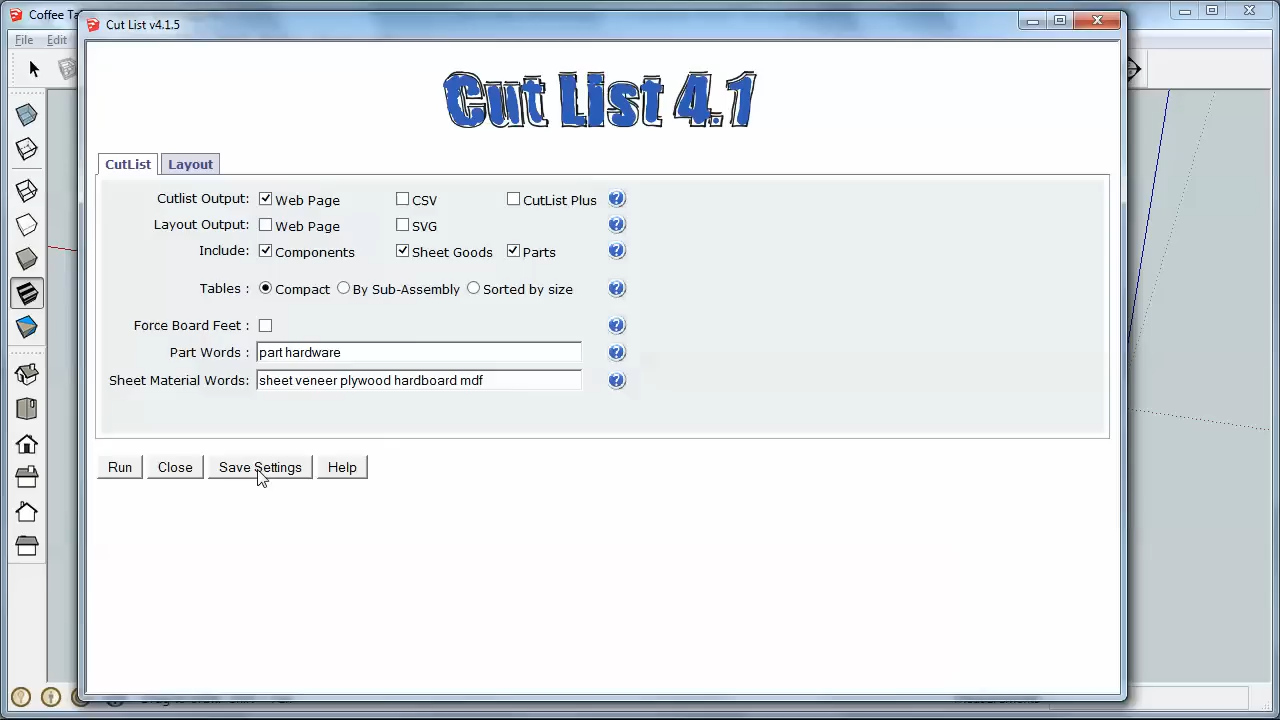 Coffee Ta
Cut List v4.1.5
File Edit
Cut List 4.1
CutList Layout
Cutlist Output: Web Page CSV CutList Plus
Layout Output: Web Page SVG
Include: Components Sheet Goods Parts
Tables : Compact By Sub-Assembly Sorted by size
Force Board Feet :
Part Words : part hardware
Sheet Material Words: sheet veneer plywood hardboard mdf
Run Close Save Settings Help